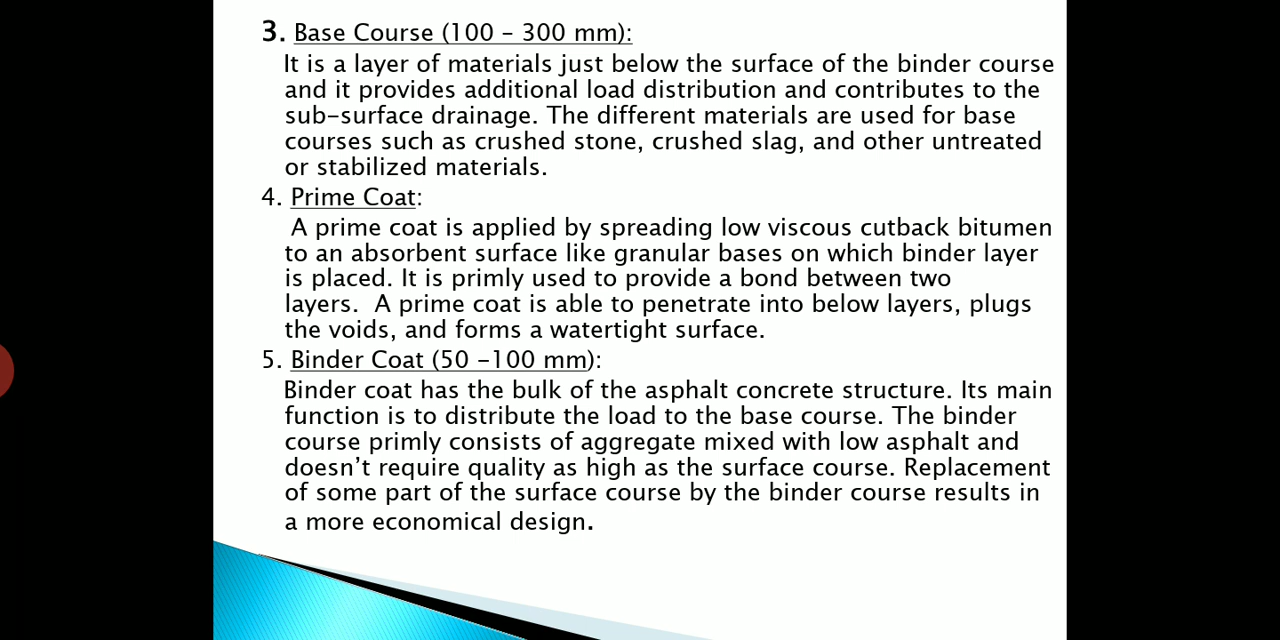 3. Base Course (100 – 300 mm):
It is a layer of materials just below the surface of the binder course
and it provides additional load distribution and contributes to the
sub-surface drainage. The different materials are used for base
courses such as crushed stone, crushed slag, and other untreated
or stabilized materials.
4. Prime Coat:
A prime coat is applied by spreading low viscous cutback bitumen
to an absorbent surface like granular bases on which binder layer
is placed. It is primly used to provide a bond between two
layers.  A prime coat is able to penetrate into below layers, plugs
the voids, and forms a watertight surface.
5. Binder Coat (50 –100 mm):
Binder coat has the bulk of the asphalt concrete structure. Its main
function is to distribute the load to the base course. The binder
course primly consists of aggregate mixed with low asphalt and
doesn’t require quality as high as the surface course. Replacement
of some part of the surface course by the binder course results in
a more economical design.